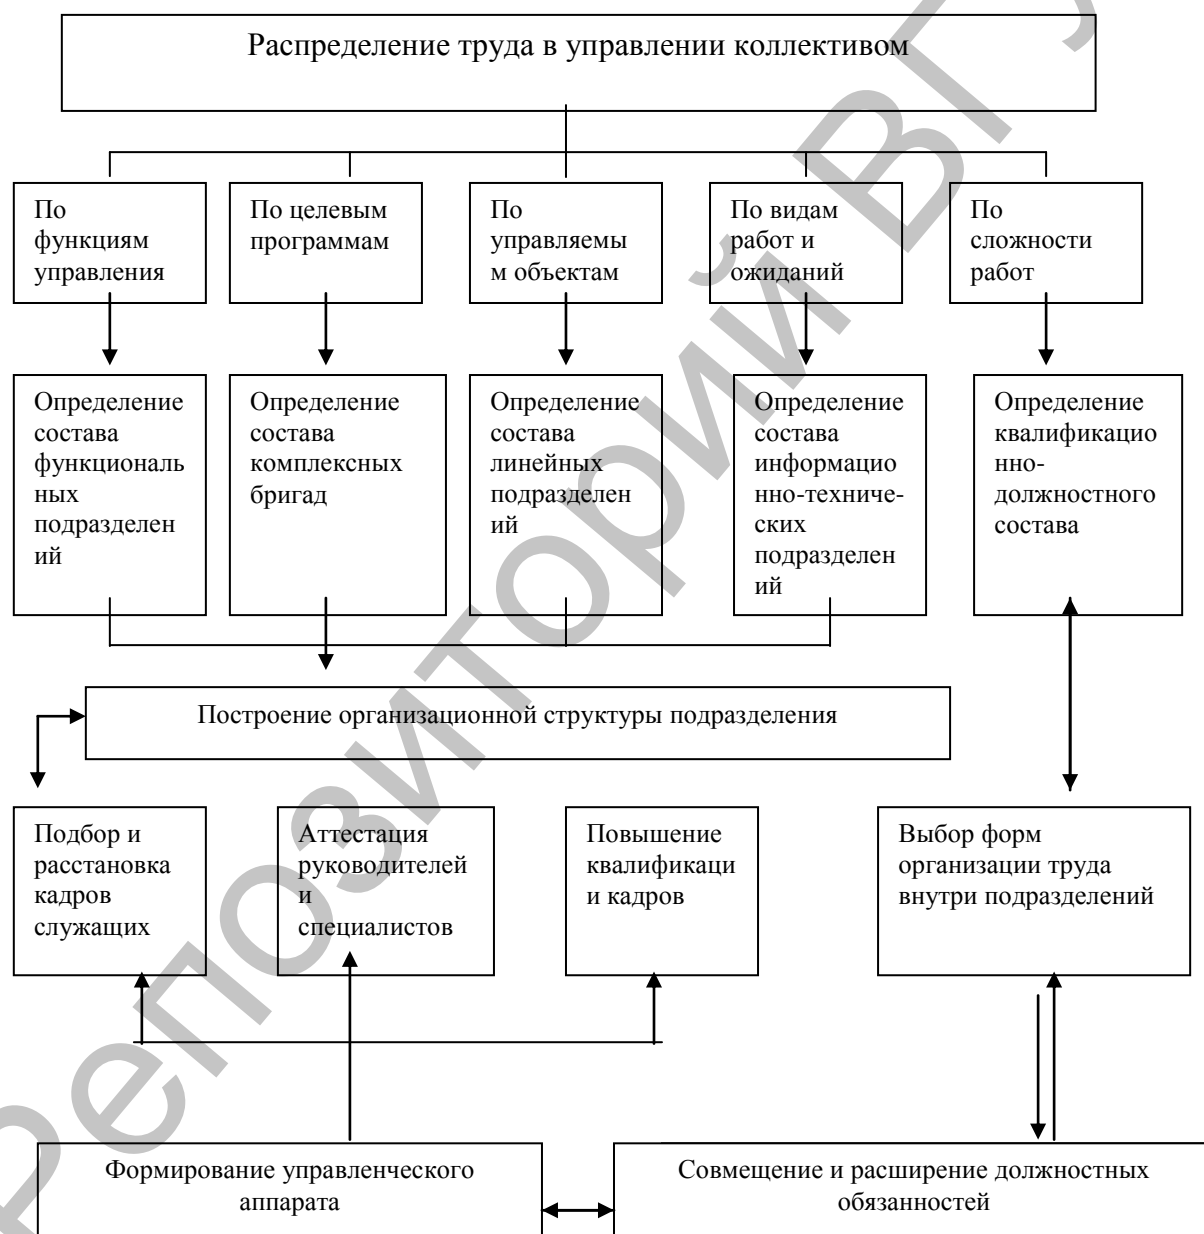 Распределение труда в управлении коллективом
По
функциям
управления
По целевым
программам
По
управляемы
м объектам
По видам
работ и
ожиданий
По
сложности
работ
Определение
состава
функциональ
ных
подразделен
ий
Определение
состава
комплексных
бригад
Определение
состава
линейных
подразделен
ий
Определение
состава
информацио
нно-техниче-
ских
подразделен
ий
Определение
квалификацио
нно-
должностного
состава
Построение организационной структуры подразделения
Подбор и
расстановка
кадров
служащих
Аттестация
руководителей
и
специалистов
Повышение
квалификаци
и кадров
Выбор форм
организации труда
внутри подразделений
Формирование управленческого
аппарата
Совмещение и расширение должностных
обязанностей
Репозиторий ВГУ